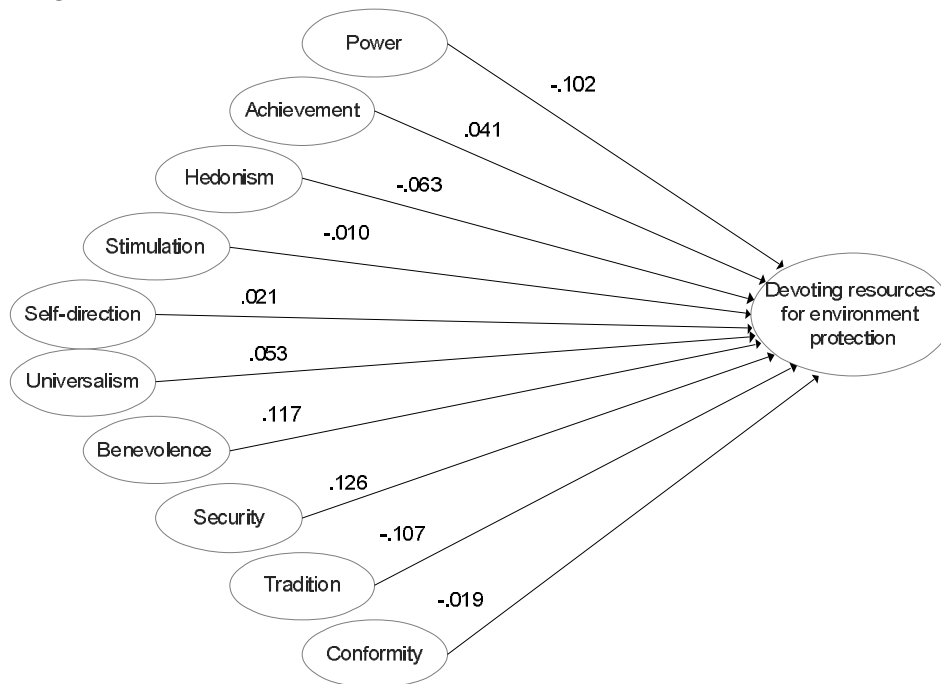 Power
-.102
Achievement
.041
Hedonism
-.063
Stimulation
-.010
Self-direction
.021
Universalism
.053
Benevolence
.117
Security
.126
Tradition
-.107
Conformity
-.019
Devoting resources
for environment
protection